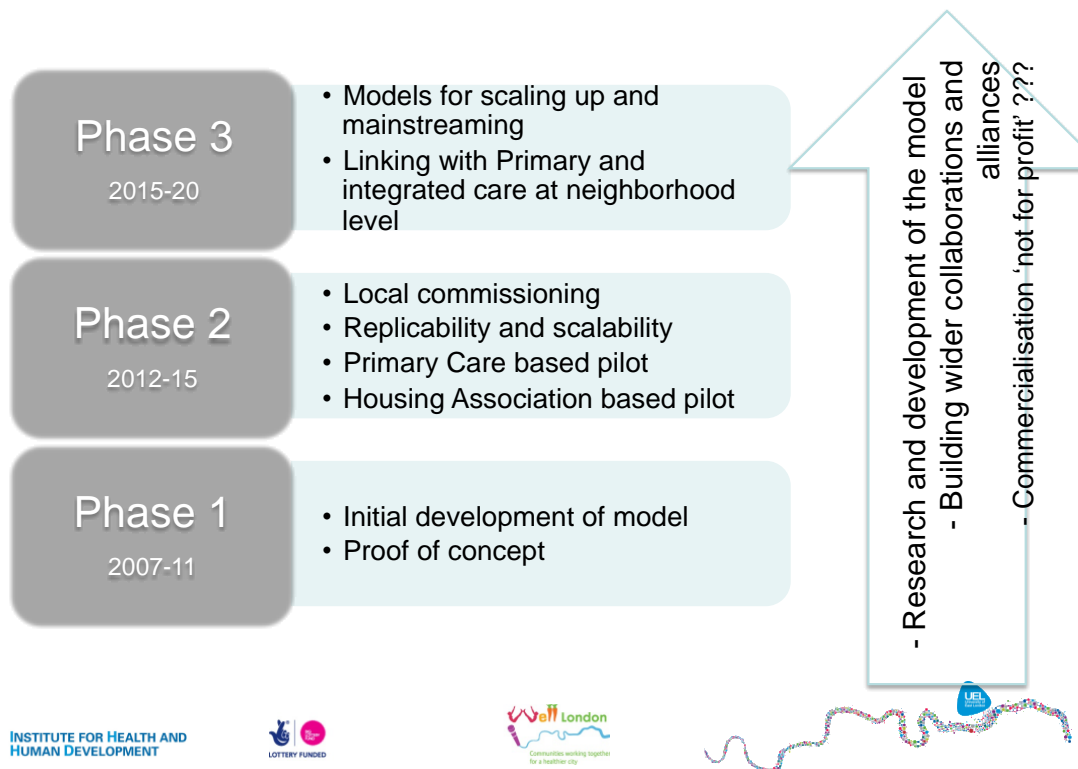 Phase 3
2015-20
• Models for scaling up and
mainstreaming
• Linking with Primary and
integrated care at neighborhood
level
Phase 2
2012-15
• Local commissioning
• Replicability and scalability
• Primary Care based pilot
• Housing Association based pilot
Phase 1
2007-11
• Initial development of model
• Proof of concept
- Research and development of the model
- Building wider collaborations and
alliances
- Commercialisation ‘not for profit’ ???
INSTITUTE FOR HEALTH AND
HUMAN DEVELOPMENT
LOTTERY FUNDED
Well London
Communities working together
for a healthier city
UEL
University of
East London